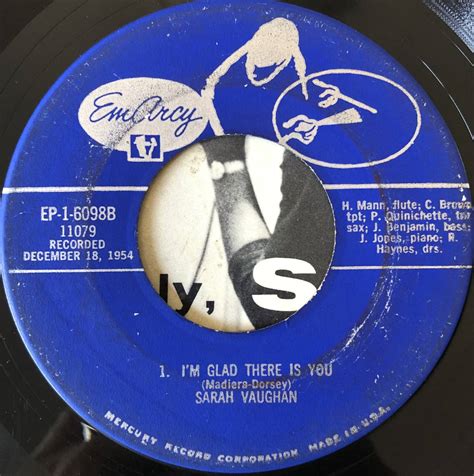 EmArcy
EP-1-6098B
11079
RECORDED
DECEMBER 18, 1954
H. Mann, flute; C. Brown,
tpt; P. Quinichette, tnr
sax; J. Benjamin, bass;
J. Jones, piano; R.
Haynes, drs.
ly, S
1. I'M GLAD THERE IS YOU
(Madiera-Dorsey)
SARAH VAUGHAN
MERCURY RECORD CORPORATION MADE IN U.S.A.